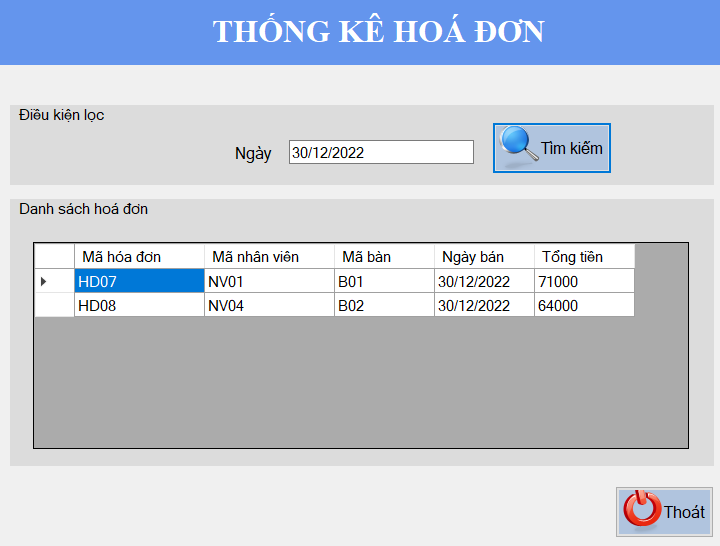 THỐNG KÊ HOÁ ĐƠN
Điều kiện lọc
Ngày 30/12/2022 Tìm kiếm
Danh sách hoá đơn
Mã hóa đơn Mã nhân viên Mã bàn Ngày bán Tổng tiền
HD07 NV01 B01 30/12/2022 71000
HD08 NV04 B02 30/12/2022 64000
Thoát